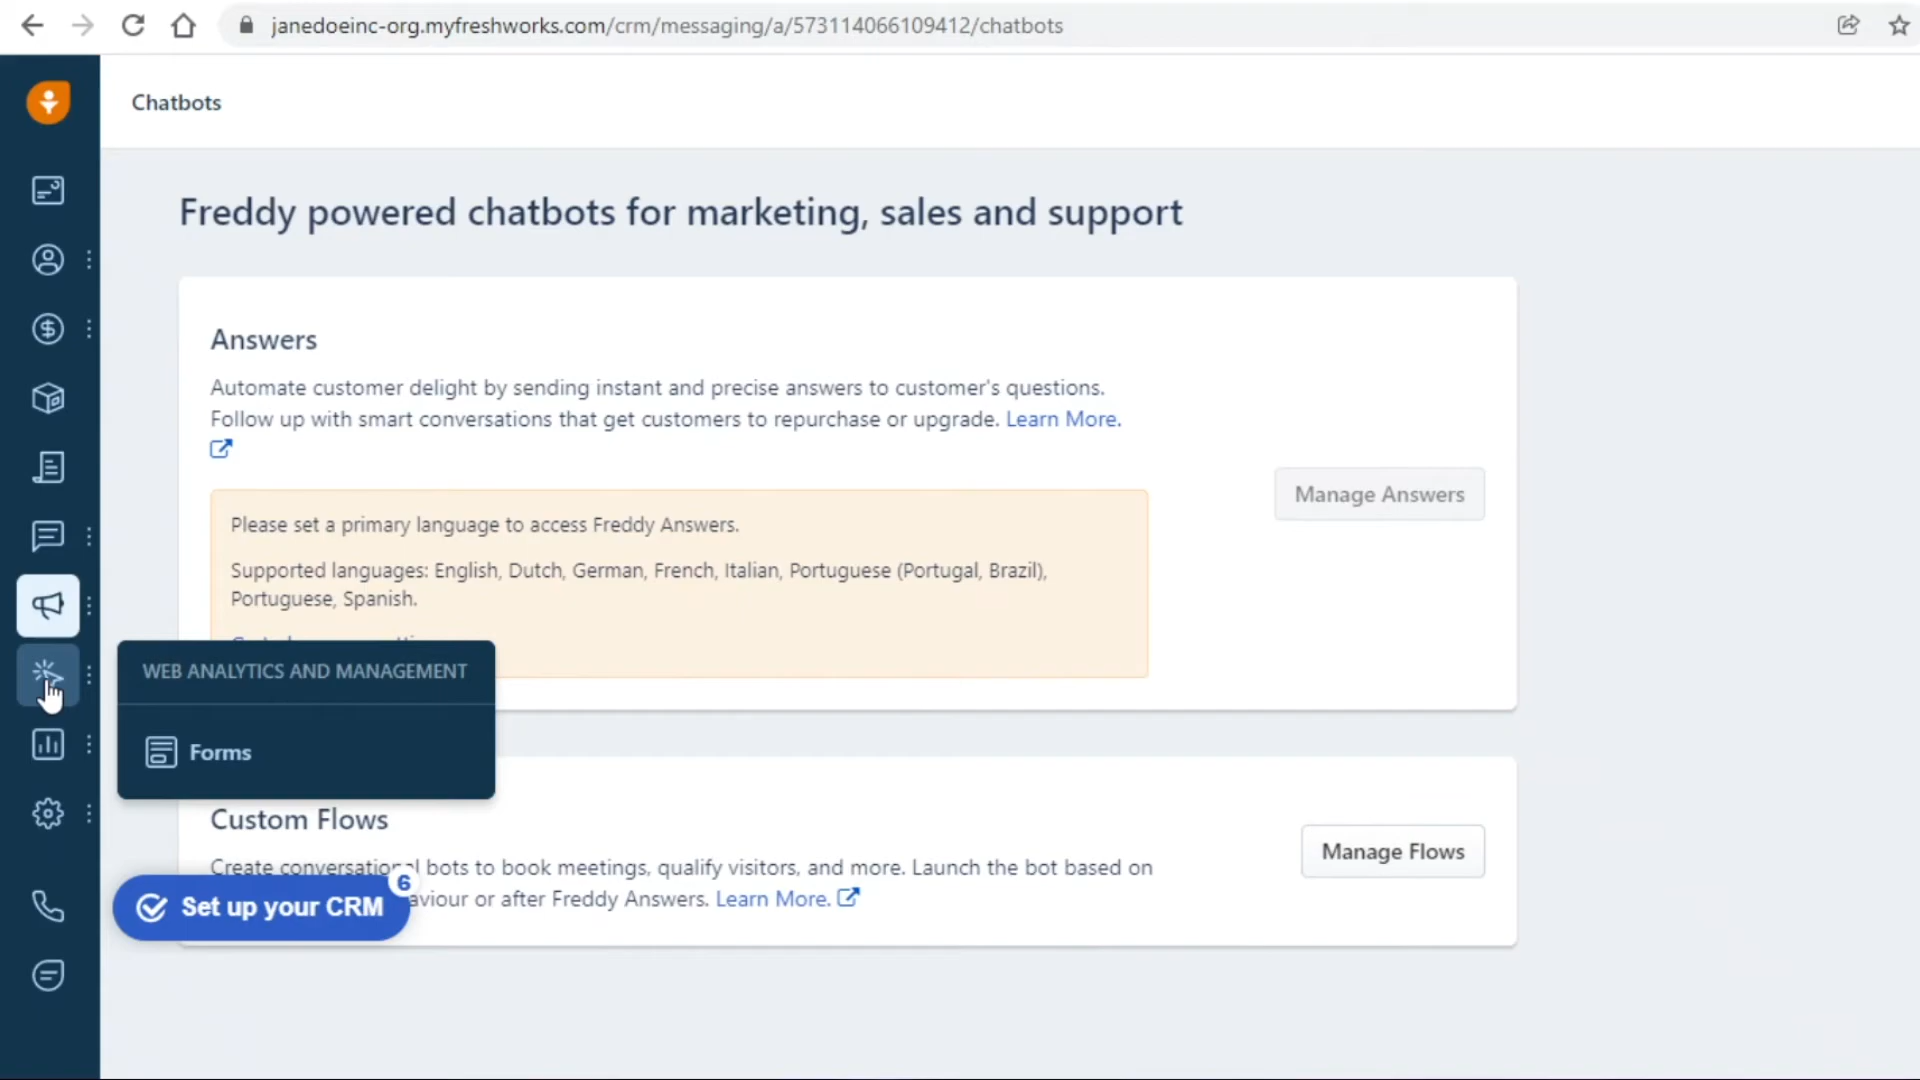 janedoeinc-org.myfreshworks.com/crm/messaging/a/573114066109412/chatbots
Chatbots
Freddy powered chatbots for marketing, sales and support
Answers
Automate customer delight by sending instant and precise answers to customer's questions.
Follow up with smart conversations that get customers to repurchase or upgrade. Learn More.
Manage Answers
Please set a primary language to access Freddy Answers.
Supported languages: English, Dutch, German, French, Italian, Portuguese (Portugal, Brazil),
Portuguese, Spanish.
WEB ANALYTICS AND MANAGEMENT
Forms
Custom Flows
Manage Flows
Create conversational bots to book meetings, qualify visitors, and more. Launch the bot based on
aviour or after Freddy Answers. Learn More.
6
Set up your CRM